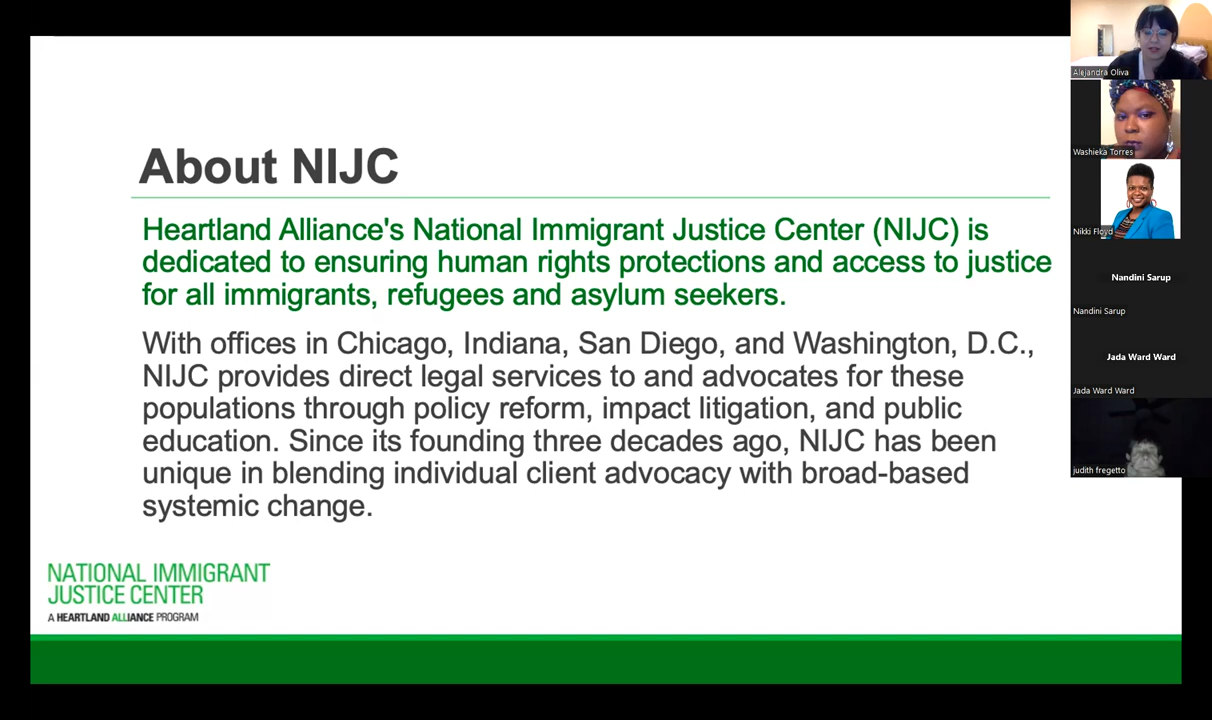 About NIJC
Heartland Alliance's National Immigrant Justice Center (NIJC) is
dedicated to ensuring human rights protections and access to justice
for all immigrants, refugees and asylum seekers.
With offices in Chicago, Indiana, San Diego, and Washington, D.C.,
NIJC provides direct legal services to and advocates for these
populations through policy reform, impact litigation, and public
education. Since its founding three decades ago, NIJC has been
unique in blending individual client advocacy with broad-based
systemic change.
NATIONAL IMMIGRANT
JUSTICE CENTER
A HEARTLAND ALLIANCE PROGRAM
Alejandra Oliva
Washieka Torres
Nikki Floyd
Nandini Sarup
Nandini Sarup
Jada Ward Ward
Jada Ward Ward
judith fregetto